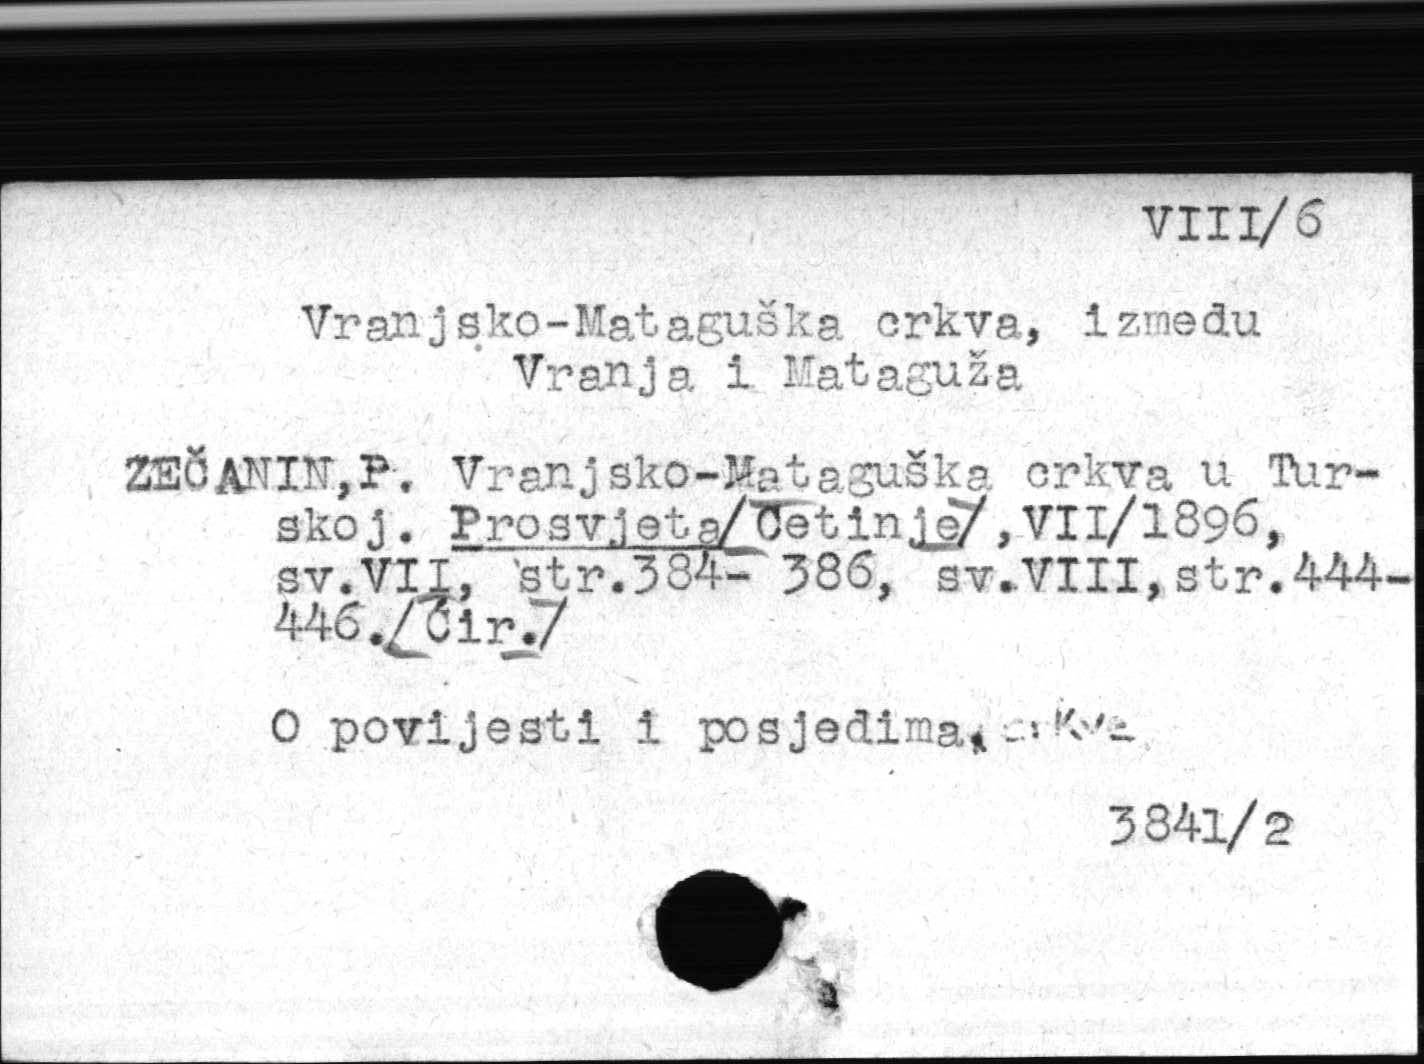 VIII/6
Vranjsko-Mataguška crkva, izmedu
Vranja i Mataguža
ZEČANIN,P. Vranjsko-Mataguška crkva u Tur-
skoj. Prosvjeta/Cetinje/,VII/1896,
sv.VII, str.384- 386, sv.VIII,str.444-
446./Ćir./
O povijesti i posjedima. crkve
3841/2